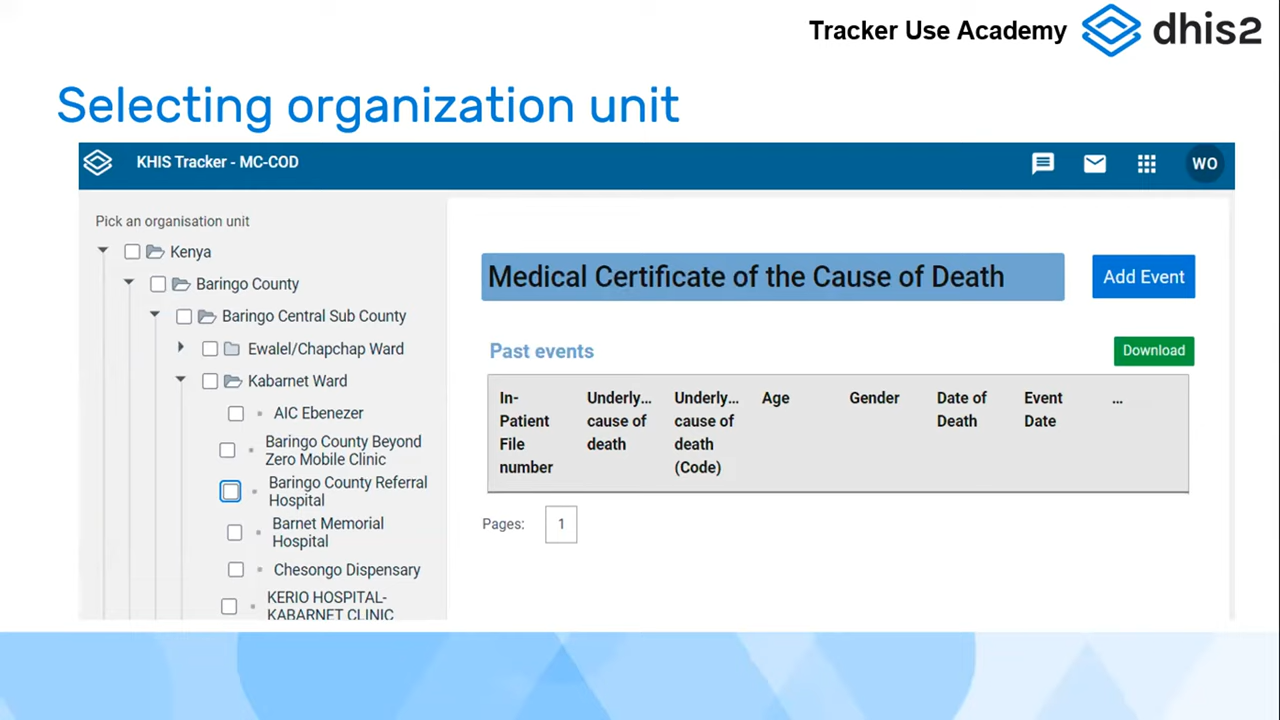 Tracker Use Academy dhis2
Selecting organization unit
KHIS Tracker - MC-COD
WO
Pick an organisation unit
Kenya
Baringo County
Baringo Central Sub County
Ewalel/Chapchap Ward
Kabarnet Ward
AIC Ebenezer
Baringo County Beyond
Zero Mobile Clinic
Baringo County Referral
Hospital
Barnet Memorial
Hospital
Chesongo Dispensary
KERIO HOSPITAL-
KABARNET CLINIC
Medical Certificate of the Cause of Death
Add Event
Past events
Download
In-
Patient
File
number
Underly...
cause of
death
Underly...
cause of
death
(Code)
Age
Gender
Date of
Death
Event
Date
...
Pages: 1